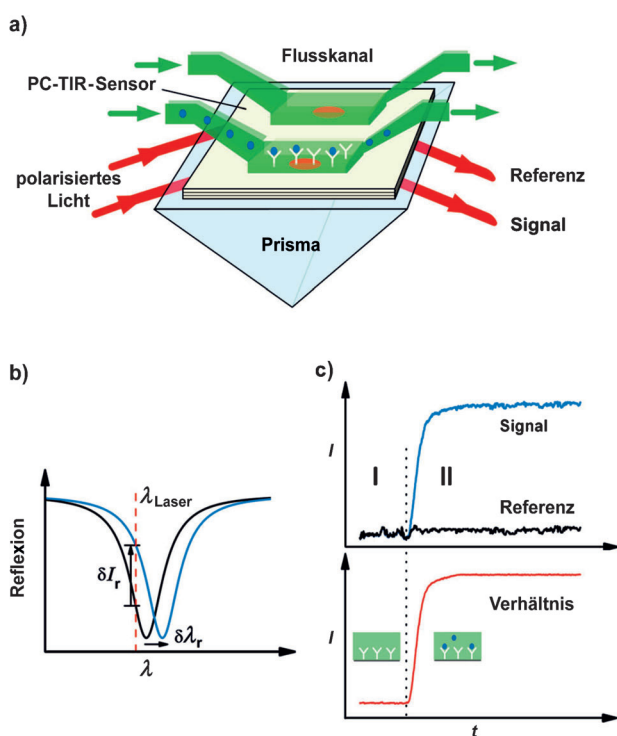 a)
Flusskanal
PC-TIR-Sensor
polarisiertes
Licht
Referenz
Signal
Prisma
b)
λLaser
δIr
δλr
Reflexion
λ
c)
I
Signal
I
II
Referenz
I
Verhältnis
t